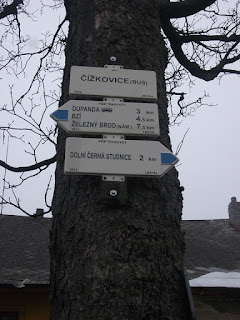 ČÍŽKOVICE (BUS)
DUPANDA 3 km
BZÍ 4,5 km
ŽELEZNÝ BROD (NÁM.) 7,5 km
DOLNÍ ČERNÁ STUDNICE 2 km